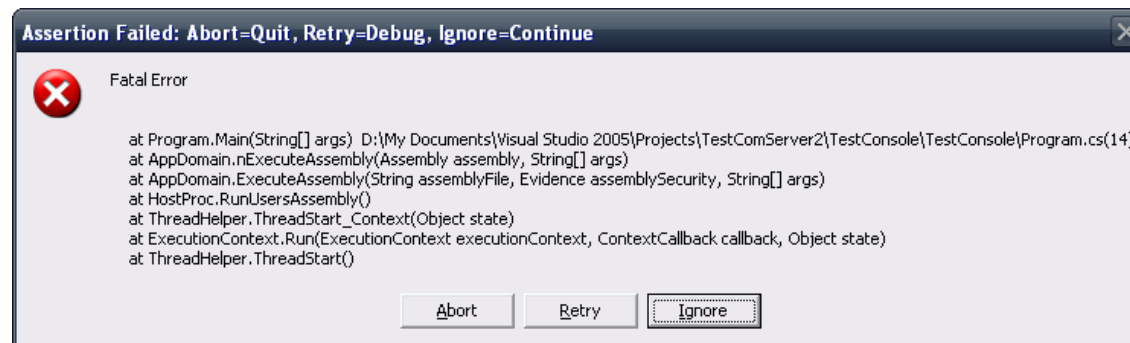 Assertion Failed: Abort=Quit, Retry=Debug, Ignore=Continue
Fatal Error
at Program.Main(String[] args)  D:\My Documents\Visual Studio 2005\Projects\TestComServer2\TestConsole\TestConsole\Program.cs(14)
at AppDomain.nExecuteAssembly(Assembly assembly, String[] args)
at AppDomain.ExecuteAssembly(String assemblyFile, Evidence assemblySecurity, String[] args)
at HostProc.RunUsersAssembly()
at ThreadHelper.ThreadStart_Context(Object state)
at ExecutionContext.Run(ExecutionContext executionContext, ContextCallback callback, Object state)
at ThreadHelper.ThreadStart()
Abort Retry Ignore